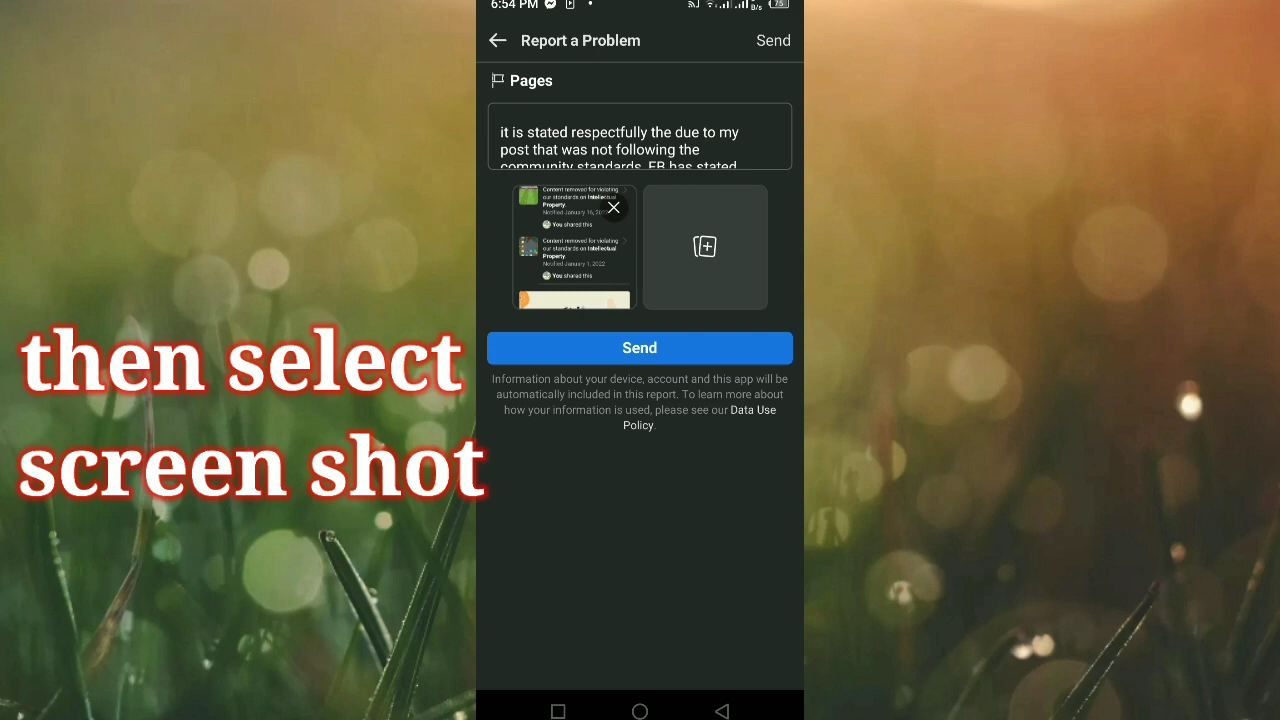 6:54 PM
B/s
75
Report a Problem
Send
Pages
it is stated respectfully the due to my
post that was not following the
community standards. FB has stated
Content removed for violating
our standards on Intellectual
Property.
Notified January 16, 202
You shared this
Content removed for violating
our standards on Intellectual
Property.
Notified January 1, 2022
You shared this
Send
Information about your device, account and this app will be
automatically included in this report. To learn more about
how your information is used, please see our Data Use
Policy.
then select
screen shot